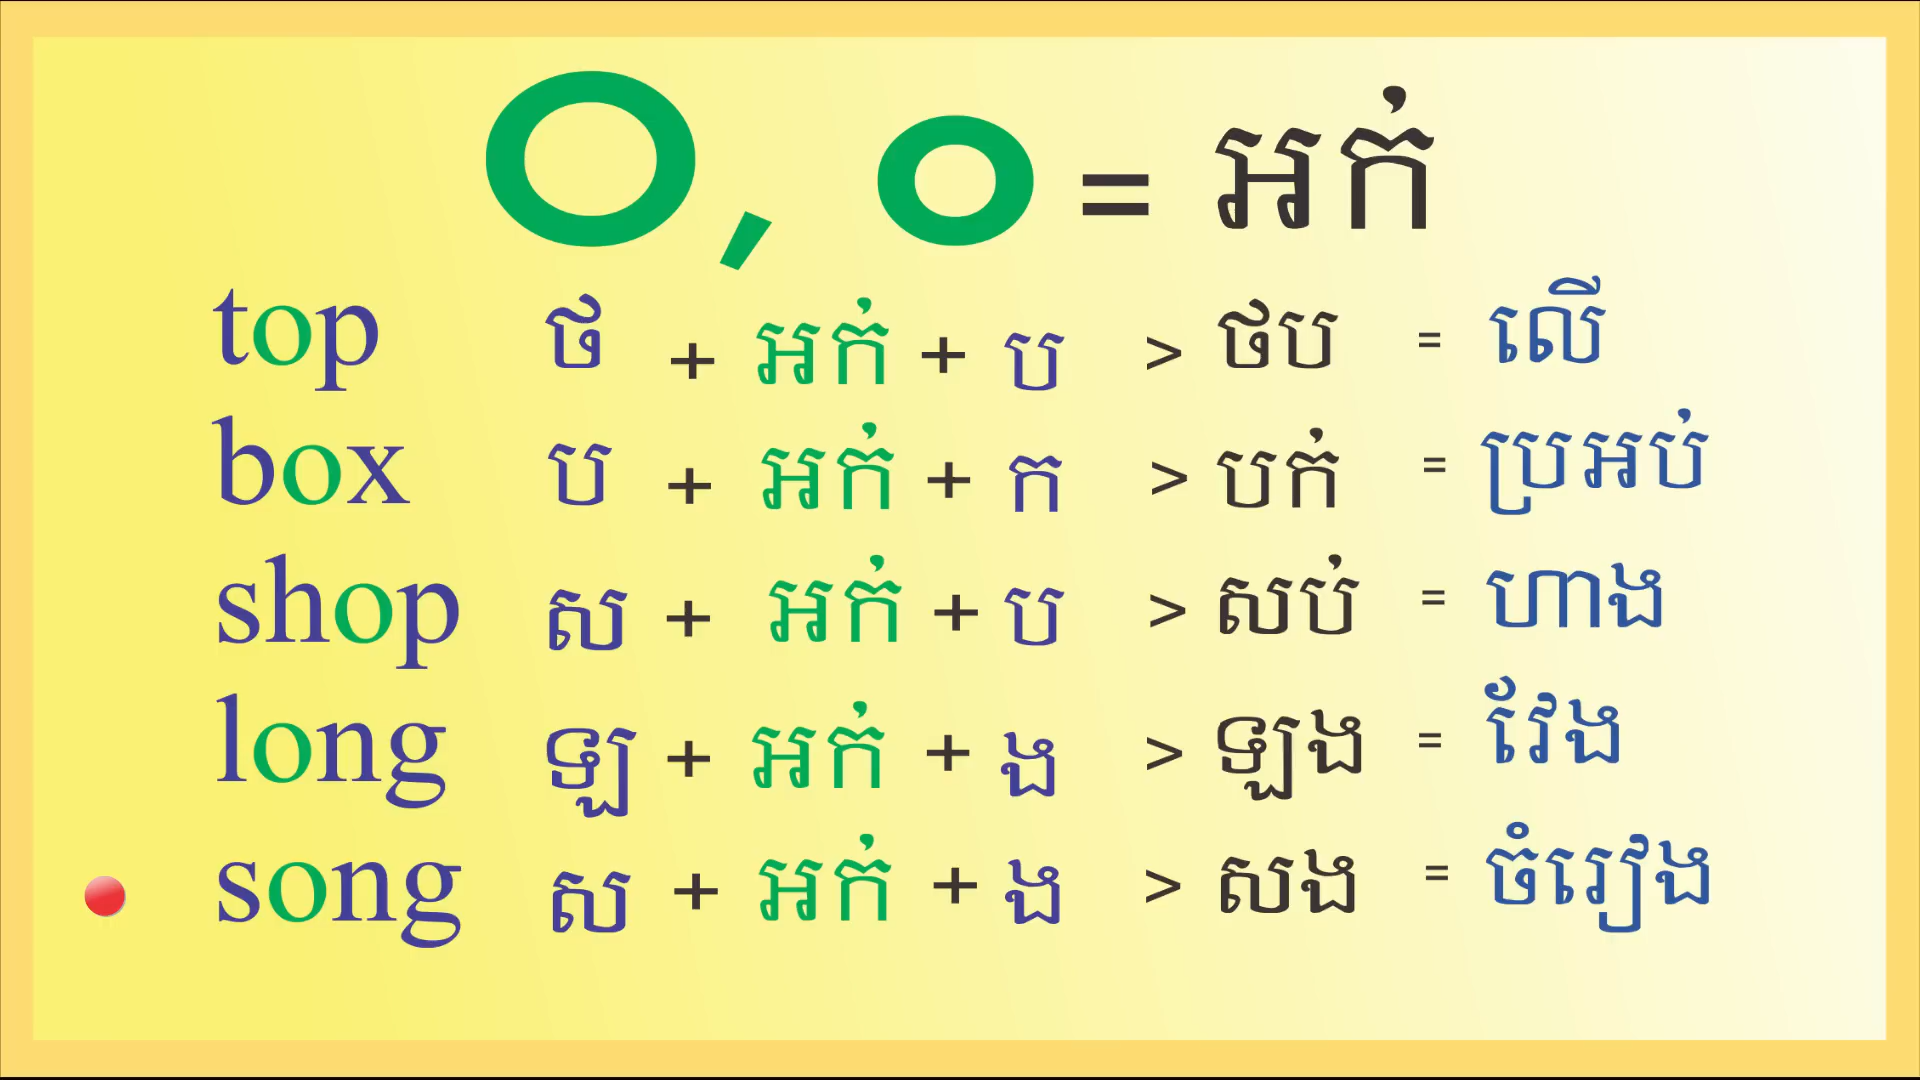 O, o = អក់
top ថ + អក់ + ប > ថប = លើ
box ប + អក់ + ក > បក់ = ប្រអប់
shop ស + អក់ + ប > សប់ = ហាង
long ឡ + អក់ + ង > ឡង = វែង
song ស + អក់ + ង > សង = ចំរៀង